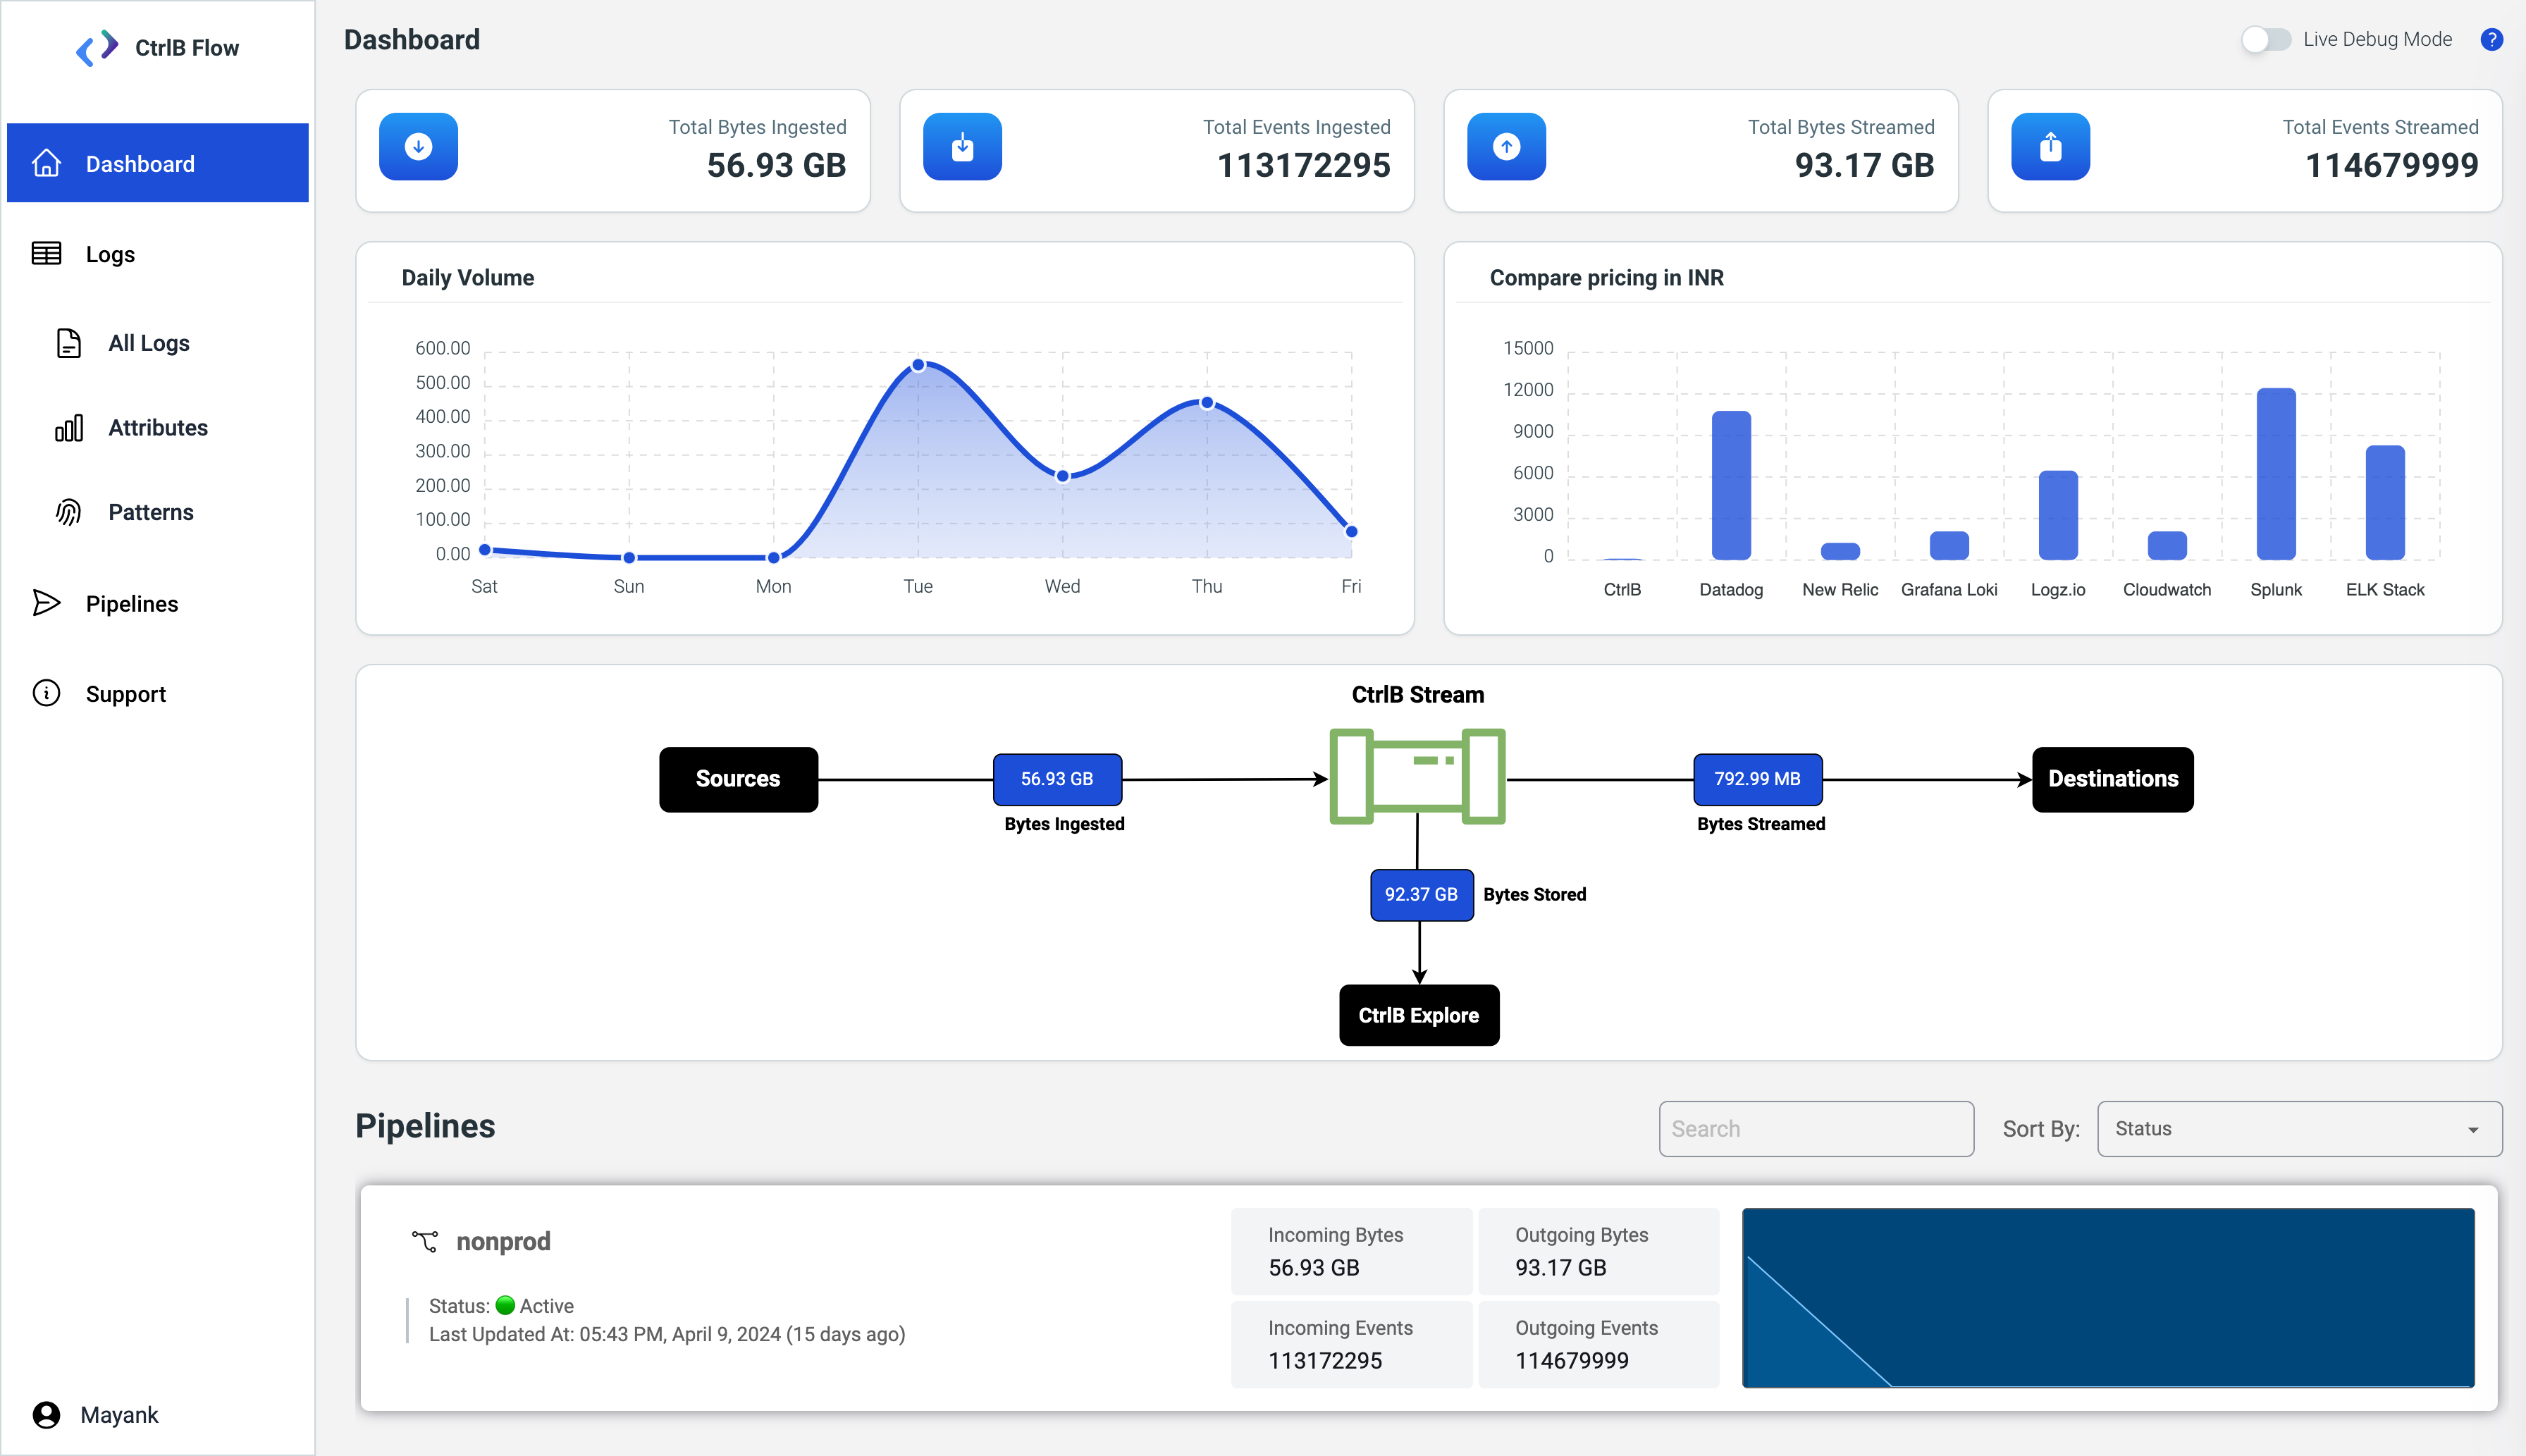 CtrlB Flow
Dashboard
Logs
All Logs
Attributes
Patterns
Pipelines
Support
Mayank
Dashboard
Live Debug Mode
?
Total Bytes Ingested
56.93 GB
Total Events Ingested
113172295
Total Bytes Streamed
93.17 GB
Total Events Streamed
114679999
Daily Volume
600.00
500.00
400.00
300.00
200.00
100.00
0.00
Sat Sun Mon Tue Wed Thu Fri
Compare pricing in INR
15000
12000
9000
6000
3000
0
CtrlB Datadog New Relic Grafana Loki Logz.io Cloudwatch Splunk ELK Stack
CtrlB Stream
Sources
56.93 GB
Bytes Ingested
792.99 MB
Bytes Streamed
Destinations
92.37 GB
Bytes Stored
CtrlB Explore
Pipelines
Search
Sort By:
Status
nonprod
Status: Active
Last Updated At: 05:43 PM, April 9, 2024 (15 days ago)
Incoming Bytes
56.93 GB
Outgoing Bytes
93.17 GB
Incoming Events
113172295
Outgoing Events
114679999